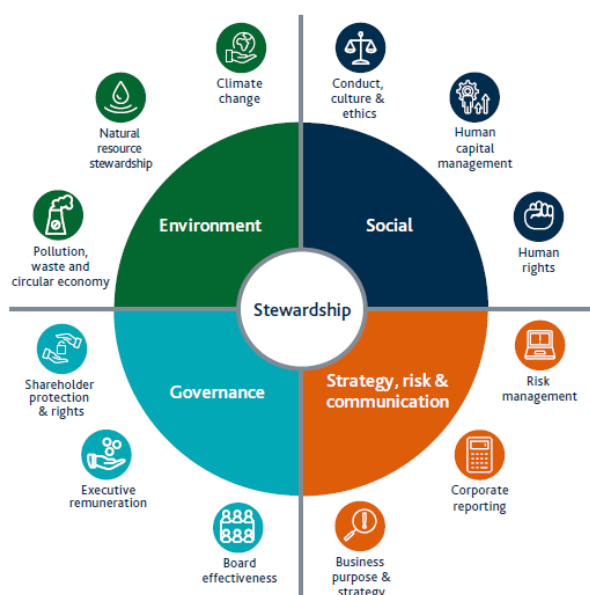 Climate
change
Conduct,
culture &
ethics
Natural
resource
stewardship
Human
capital
management
Pollution,
waste and
circular economy
Environment
Social
Human
rights
Stewardship
Shareholder
protection
& rights
Governance
Strategy, risk &
communication
Risk
management
Executive
remuneration
Corporate
reporting
Board
effectiveness
Business
purpose &
strategy